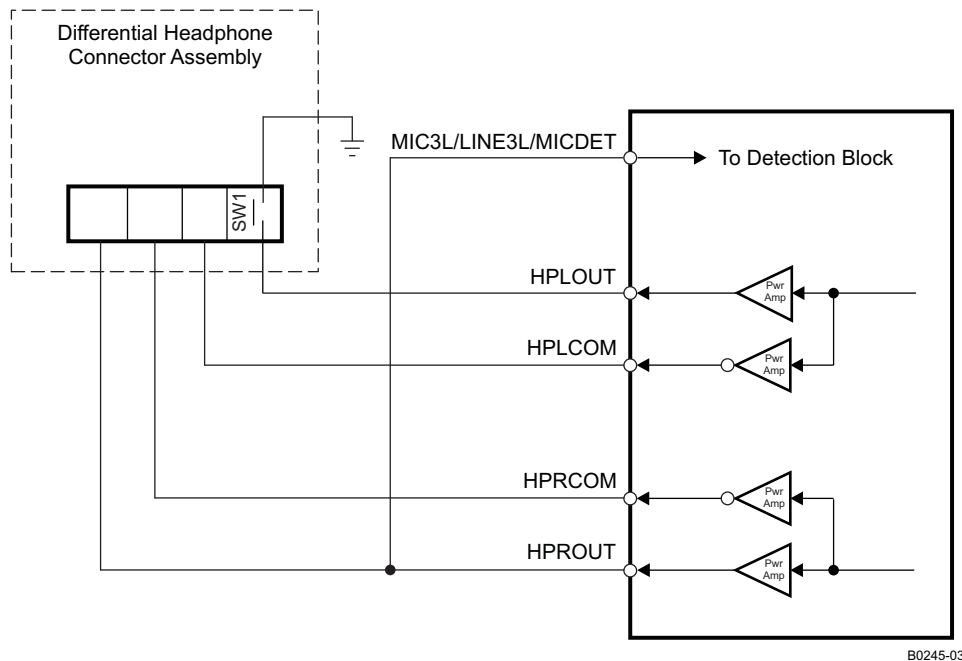 Differential Headphone
Connector Assembly
MIC3L/LINE3L/MICDET
To Detection Block
SW1
HPLOUT
Pwr
Amp
HPLCOM
Pwr
Amp
HPRCOM
Pwr
Amp
HPROUT
Pwr
Amp
B0245-03